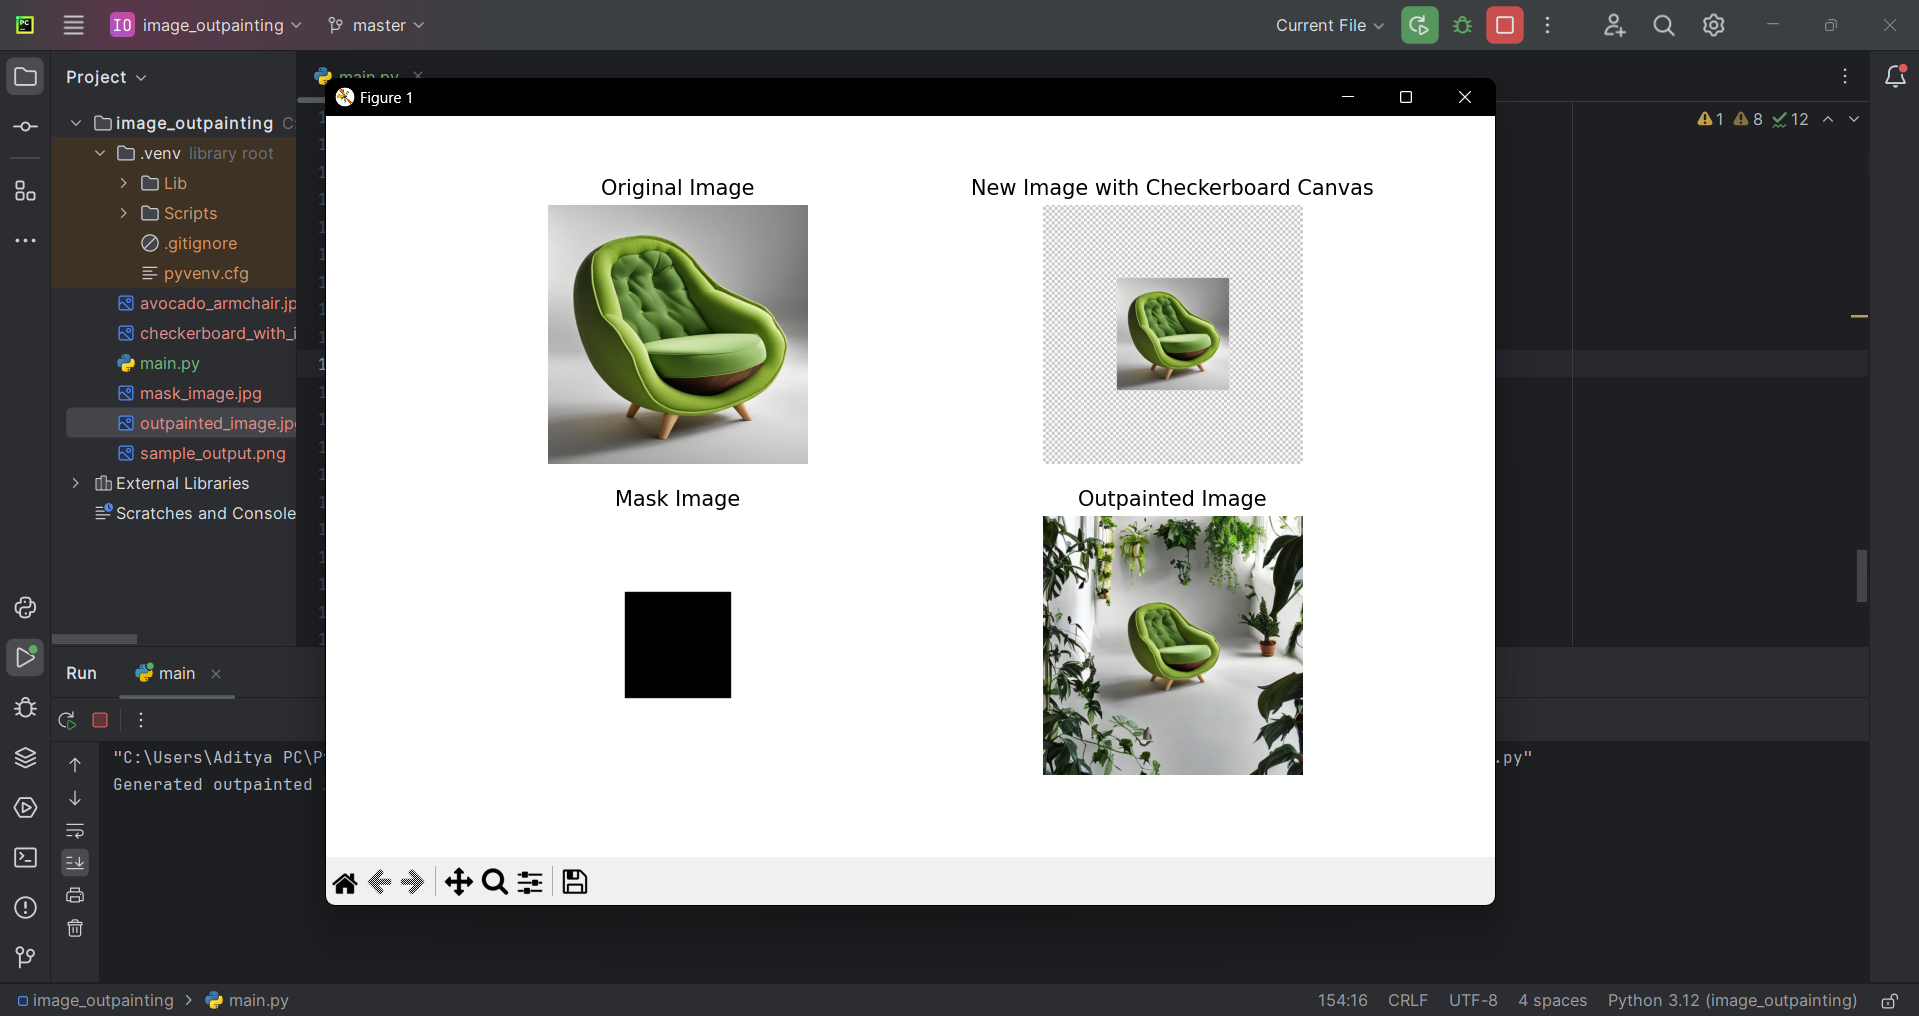 IO image_outpainting master Current File
Project
main.py
Figure 1
image_outpainting C:
.venv library root
Lib
Scripts
.gitignore
pyvenv.cfg
avocado_armchair.jp
checkerboard_with_i
main.py
mask_image.jpg
outpainted_image.jp
sample_output.png
External Libraries
Scratches and Console
1 8 12
Original Image
New Image with Checkerboard Canvas
Mask Image
Outpainted Image
Run main
"C:\Users\Aditya PC\P
.py"
Generated outpainted
image_outpainting > main.py
154:16 CRLF UTF-8 4 spaces Python 3.12 (image_outpainting)